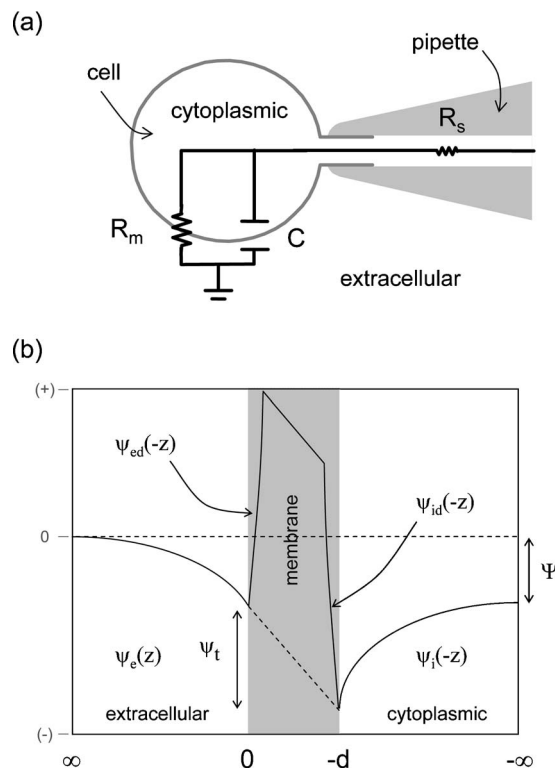 (a)
pipette
cell
cytoplasmic
Rs
Rm
C
extracellular
(b)
(+)
ψed(-z)
ψid(-z)
membrane
0
Ψ
ψe(z)
ψt
ψi(-z)
extracellular
cytoplasmic
(-)
∞ 0 -d -∞